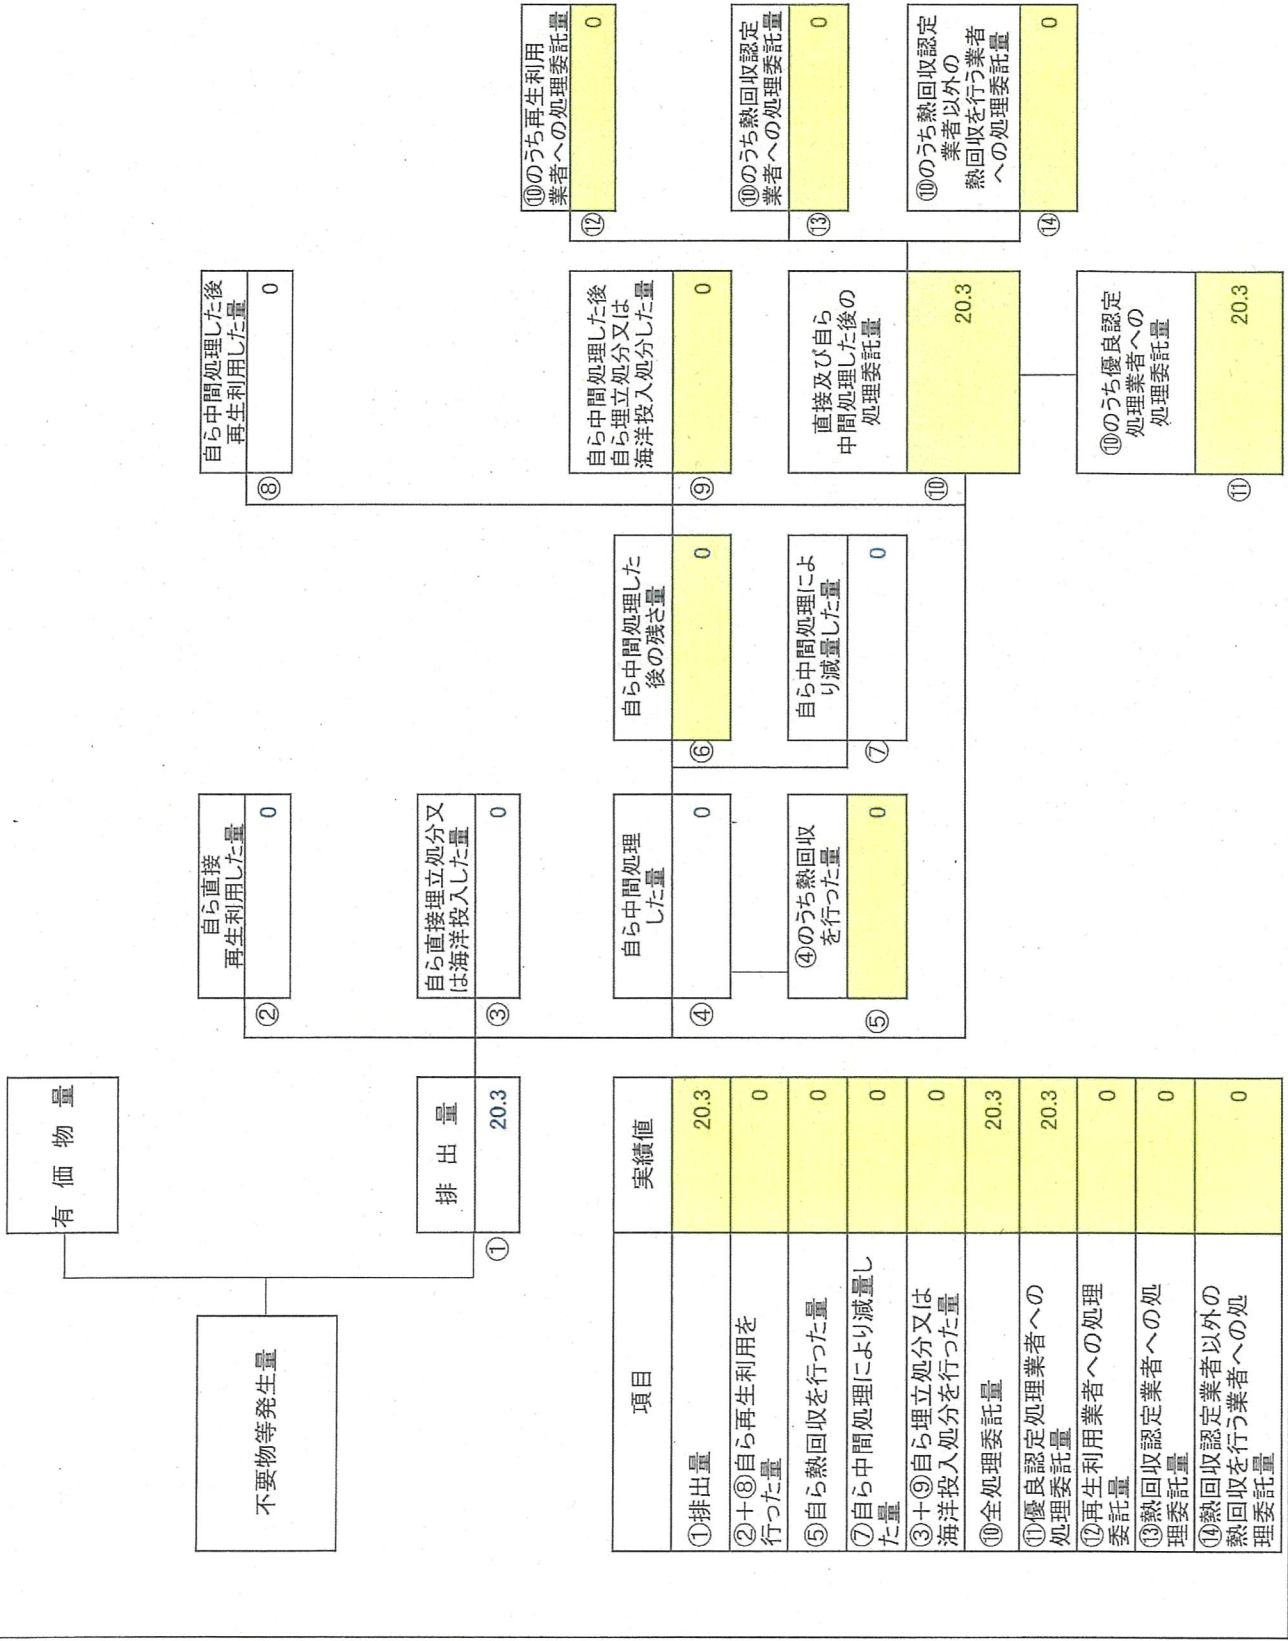 有 価 物 量
不要物等発生量
排 出 量
①
20.3
自ら直接
再生利用した量
②
0
自ら直接埋立処分又
は海洋投入した量
③
0
自ら中間処理
した量
④
0
④のうち熱回収
を行った量
⑤
0
自ら中間処理した
後の残さ量
⑥
0
自ら中間処理によ
り減量した量
⑦
0
自ら中間処理した後
再生利用した量
⑧
0
自ら中間処理した後
自ら埋立処分又は
海洋投入処分した量
⑨
0
直接及び自ら
中間処理した後の
処理委託量
⑩
20.3
⑩のうち優良認定
処理業者への
処理委託量
⑪
20.3
⑩のうち再生利用
業者への処理委託量
⑫
0
⑩のうち熱回収認定
業者への処理委託量
⑬
0
⑩のうち熱回収認定
業者以外の
熱回収を行う業者
への処理委託量
⑭
0
項目 実績値
①排出量 20.3
②+⑧自ら再生利用を
行った量 0
⑤自ら熱回収を行った量 0
⑦自ら中間処理により減量し
た量 0
③+⑨自ら埋立処分又は
海洋投入処分を行った量 0
⑩全処理委託量 20.3
⑪優良認定処理業者への
処理委託量 20.3
⑫再生利用業者への処理
委託量 0
⑬熱回収認定業者への処
理委託量 0
⑭熱回収認定業者以外の
熱回収を行う業者への処
理委託量 0